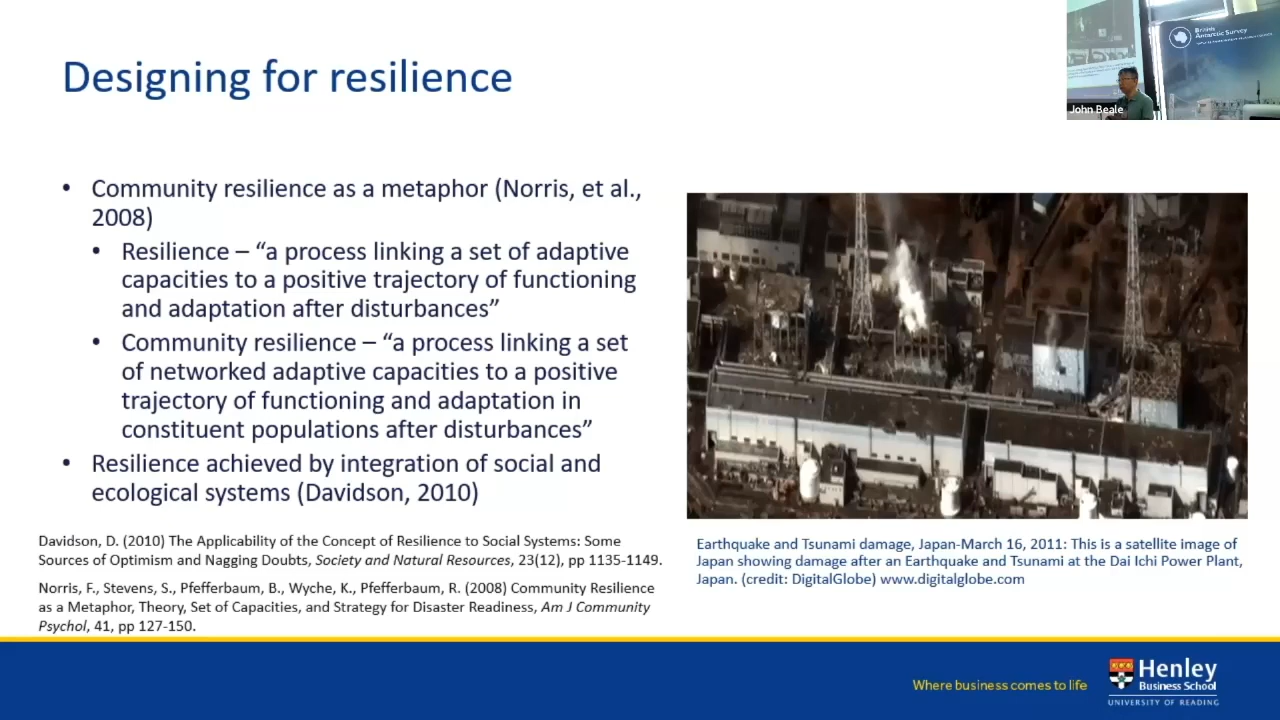 Designing for resilience
British
Antarctic Survey
John Beale
• Community resilience as a metaphor (Norris, et al.,
2008)
• Resilience – “a process linking a set of adaptive
capacities to a positive trajectory of functioning
and adaptation after disturbances”
• Community resilience – “a process linking a set
of networked adaptive capacities to a positive
trajectory of functioning and adaptation in
constituent populations after disturbances”
• Resilience achieved by integration of social and
ecological systems (Davidson, 2010)
Davidson, D. (2010) The Applicability of the Concept of Resilience to Social Systems: Some
Sources of Optimism and Nagging Doubts, Society and Natural Resources, 23(12), pp 1135-1149.
Norris, F., Stevens, S., Pfefferbaum, B., Wyche, K., Pfefferbaum, R. (2008) Community Resilience
as a Metaphor, Theory, Set of Capacities, and Strategy for Disaster Readiness, Am J Community
Psychol, 41, pp 127-150.
Earthquake and Tsunami damage, Japan-March 16, 2011: This is a satellite image of
Japan showing damage after an Earthquake and Tsunami at the Dai Ichi Power Plant,
Japan. (credit: DigitalGlobe) www.digitalglobe.com
Where business comes to life
Henley
Business School
UNIVERSITY OF READING